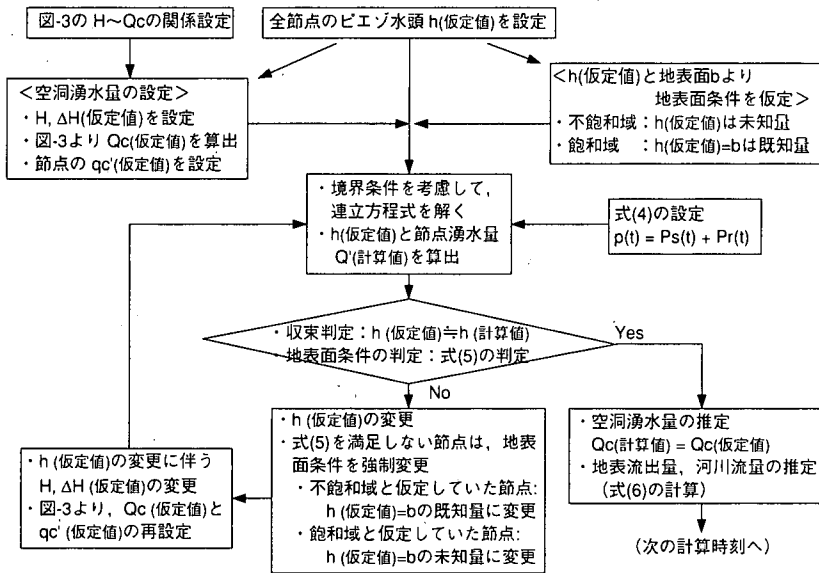 図-3の H〜Qcの関係設定
全節点のピエゾ水頭 h(仮定値)を設定
＜空洞湧水量の設定＞
・H, ΔH(仮定値)を設定
・図-3より Qc(仮定値)を算出
・節点の qc'(仮定値)を設定
＜h(仮定値)と地表面bより
地表面条件を仮定＞
・不飽和域：h(仮定値)は未知量
・飽和域　：h(仮定値)=bは既知量
・境界条件を考慮して，
連立方程式を解く
・h(仮定値)と節点湧水量
Q'(計算値)を算出
式(4)の設定
p(t) = Ps(t) + Pr(t)
・収束判定：h (仮定値)≒h (計算値)
・地表面条件の判定：式(5)の判定
Yes
No
・h (仮定値)の変更
・式(5)を満足しない節点は，地表
面条件を強制変更
・不飽和域と仮定していた節点:
h (仮定値)=bの既知量に変更
・飽和域と仮定していた節点:
h (仮定値)=bの未知量に変更
・h (仮定値)の変更に伴う
H, ΔH (仮定値)の変更
・図-3より，Qc (仮定値)と
qc' (仮定値)の再設定
・空洞湧水量の推定
Qc(計算値) = Qc(仮定値)
・地表流出量，河川流量の推定
(式(6)の計算)
(次の計算時刻へ)